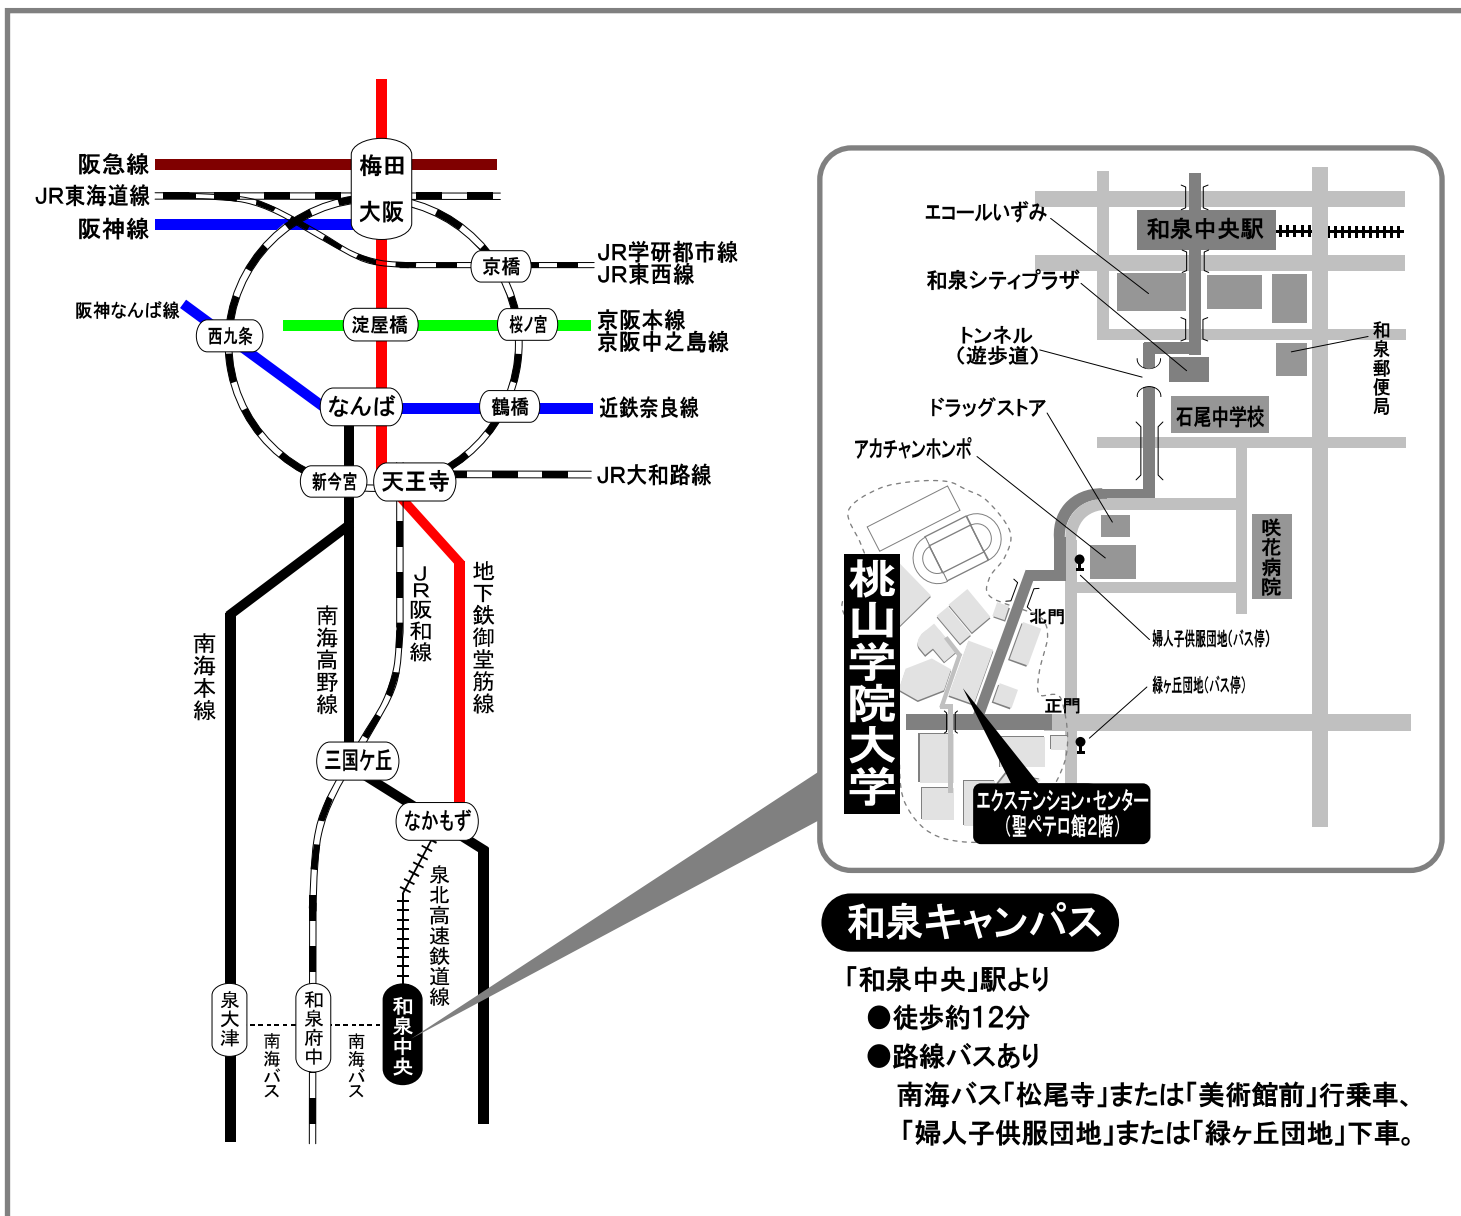 阪急線
JR東海道線
阪神線
梅田
大阪
京橋
JR学研都市線
JR東西線
阪神なんば線
西九条
淀屋橋
桜ノ宮
京阪本線
京阪中之島線
なんば
鶴橋
近鉄奈良線
新今宮
天王寺
JR大和路線
南海本線
南海高野線
JR阪和線
地下鉄御堂筋線
三国ケ丘
なかもず
泉北高速鉄道線
泉大津
南海バス
和泉府中
南海バス
和泉中央
エコールいずみ
和泉中央駅
和泉シティプラザ
トンネル
(遊歩道)
和泉郵便局
ドラッグストア
石尾中学校
アカチャンホンポ
咲花病院
桃山学院大学
北門
婦人子供服団地(バス停)
緑ヶ丘団地(バス停)
正門
エクステンション・センター
(聖ペテロ館2階)
和泉キャンパス
「和泉中央」駅より
●徒歩約12分
●路線バスあり
南海バス「松尾寺」または「美術館前」行乗車、
「婦人子供服団地」または「緑ヶ丘団地」下車。